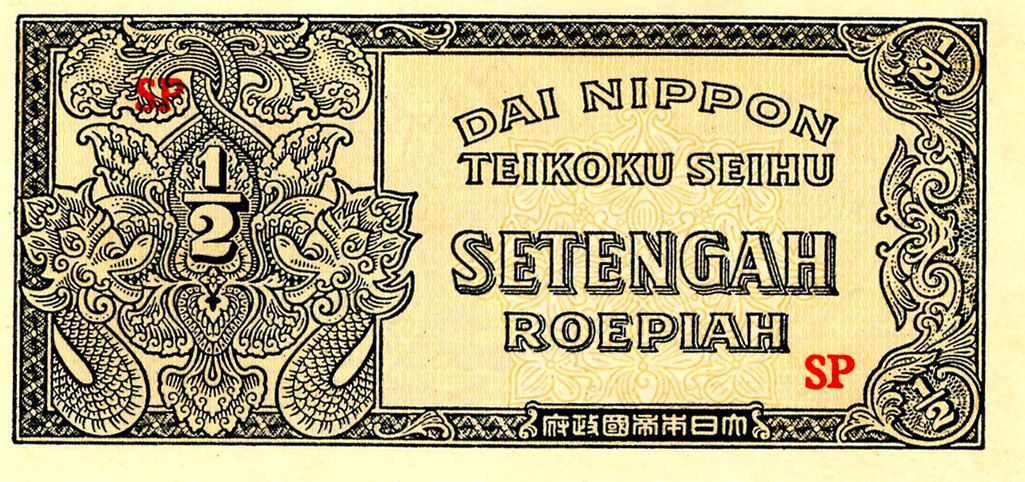 SP
1/2
1/2
DAI NIPPON
TEIKOKU SEIHU
SETENGAH
ROEPIAH
SP
府政國帝本日大
1/2